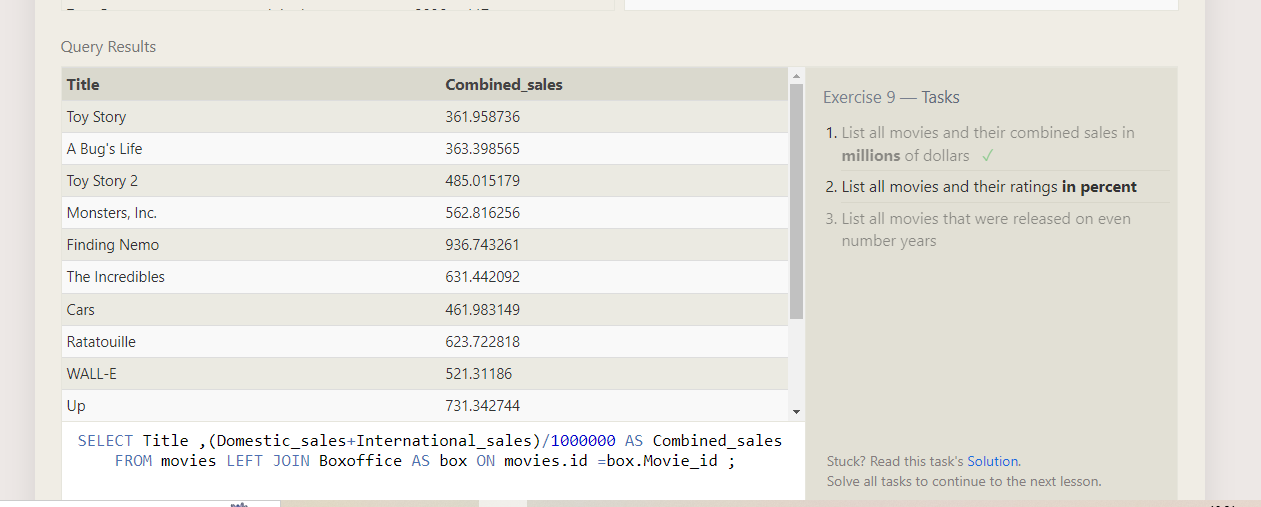 Query Results
Title Combined_sales
Toy Story 361.958736
A Bug's Life 363.398565
Toy Story 2 485.015179
Monsters, Inc. 562.816256
Finding Nemo 936.743261
The Incredibles 631.442092
Cars 461.983149
Ratatouille 623.722818
WALL-E 521.31186
Up 731.342744
SELECT Title ,(Domestic_sales+International_sales)/1000000 AS Combined_sales
FROM movies LEFT JOIN Boxoffice AS box ON movies.id =box.Movie_id ;
Exercise 9 — Tasks
1. List all movies and their combined sales in
millions of dollars ✓
2. List all movies and their ratings in percent
3. List all movies that were released on even
number years
Stuck? Read this task's Solution.
Solve all tasks to continue to the next lesson.